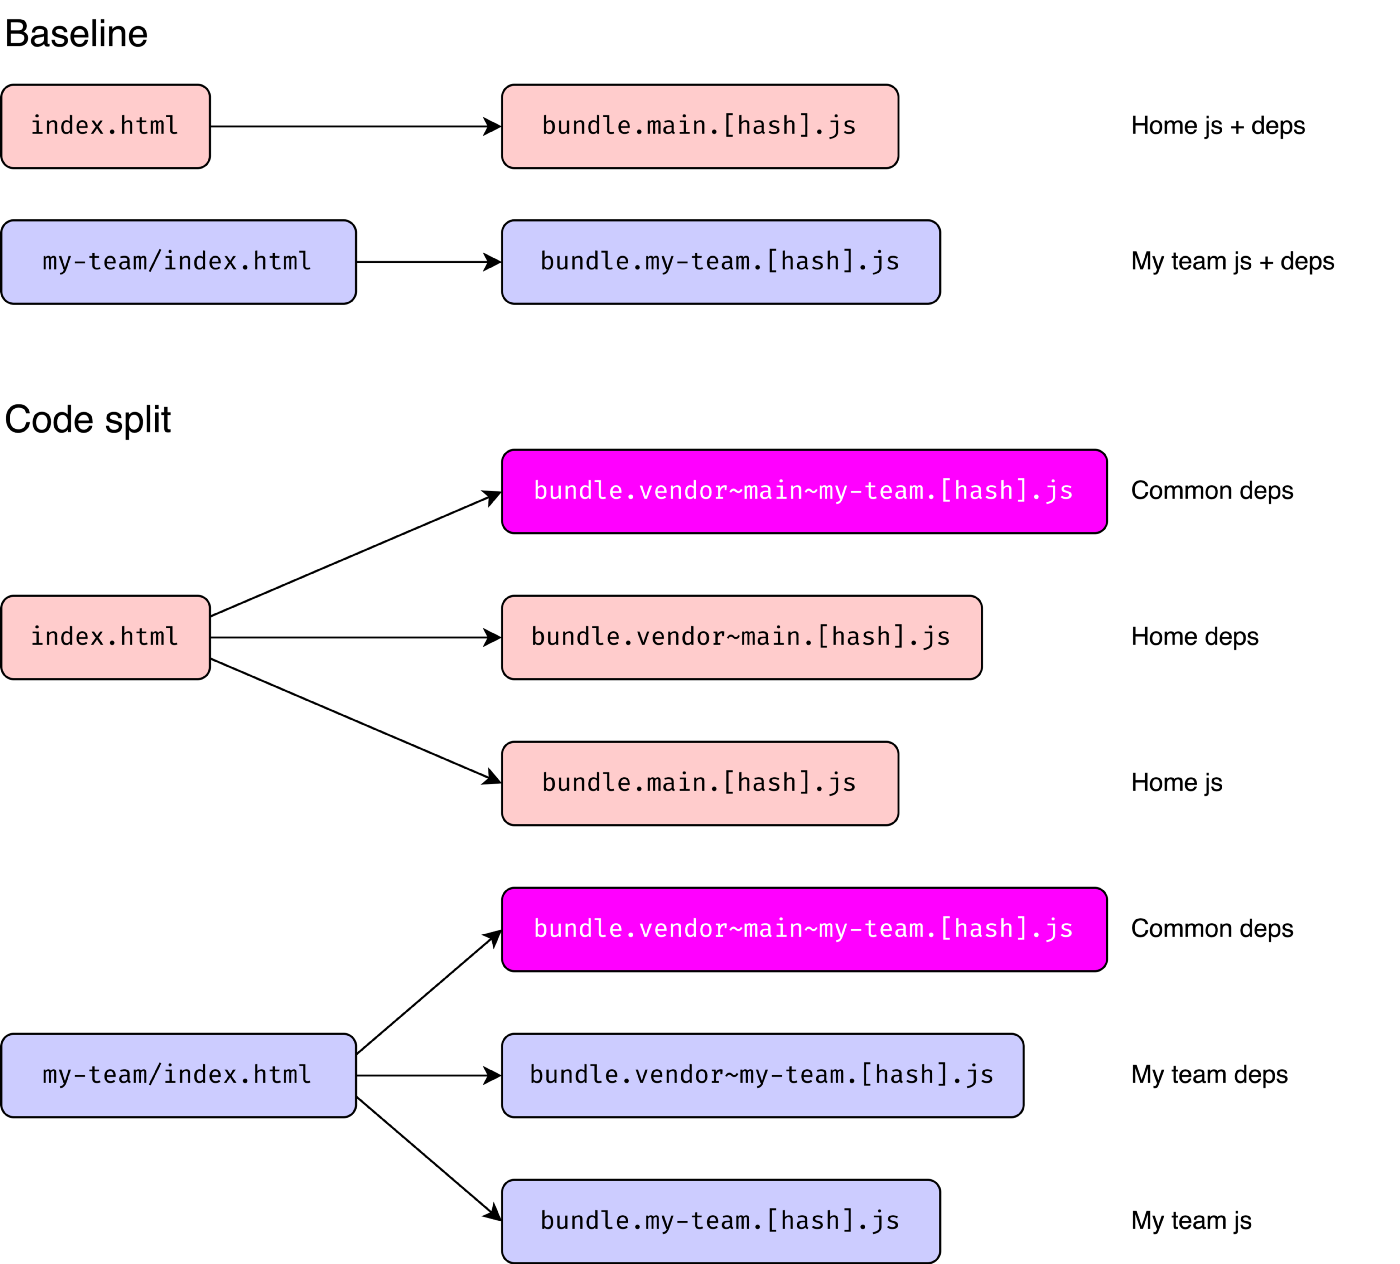 Baseline
index.html
bundle.main.[hash].js
Home js + deps
my-team/index.html
bundle.my-team.[hash].js
My team js + deps
Code split
bundle.vendor~main~my-team.[hash].js
Common deps
index.html
bundle.vendor~main.[hash].js
Home deps
bundle.main.[hash].js
Home js
bundle.vendor~main~my-team.[hash].js
Common deps
my-team/index.html
bundle.vendor~my-team.[hash].js
My team deps
bundle.my-team.[hash].js
My team js